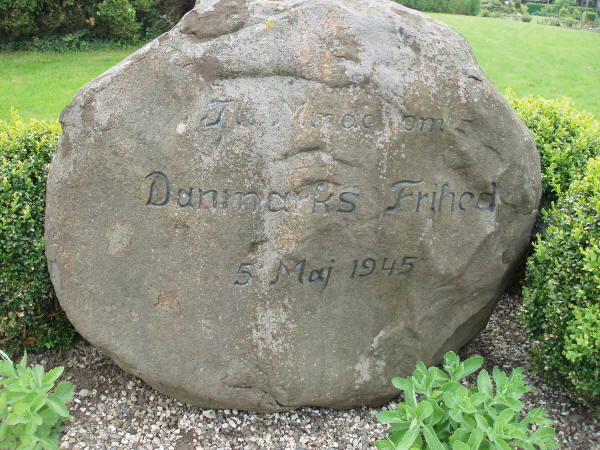 Til Minde om
Danmarks Frihed
5 Maj 1945